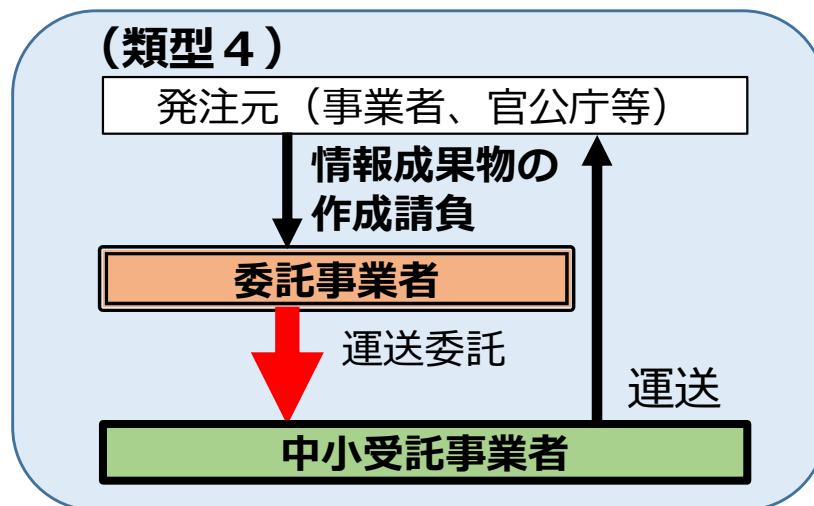 （類型４）
発注元（事業者、官公庁等）
情報成果物の
作成請負
委託事業者
運送委託
運送
中小受託事業者